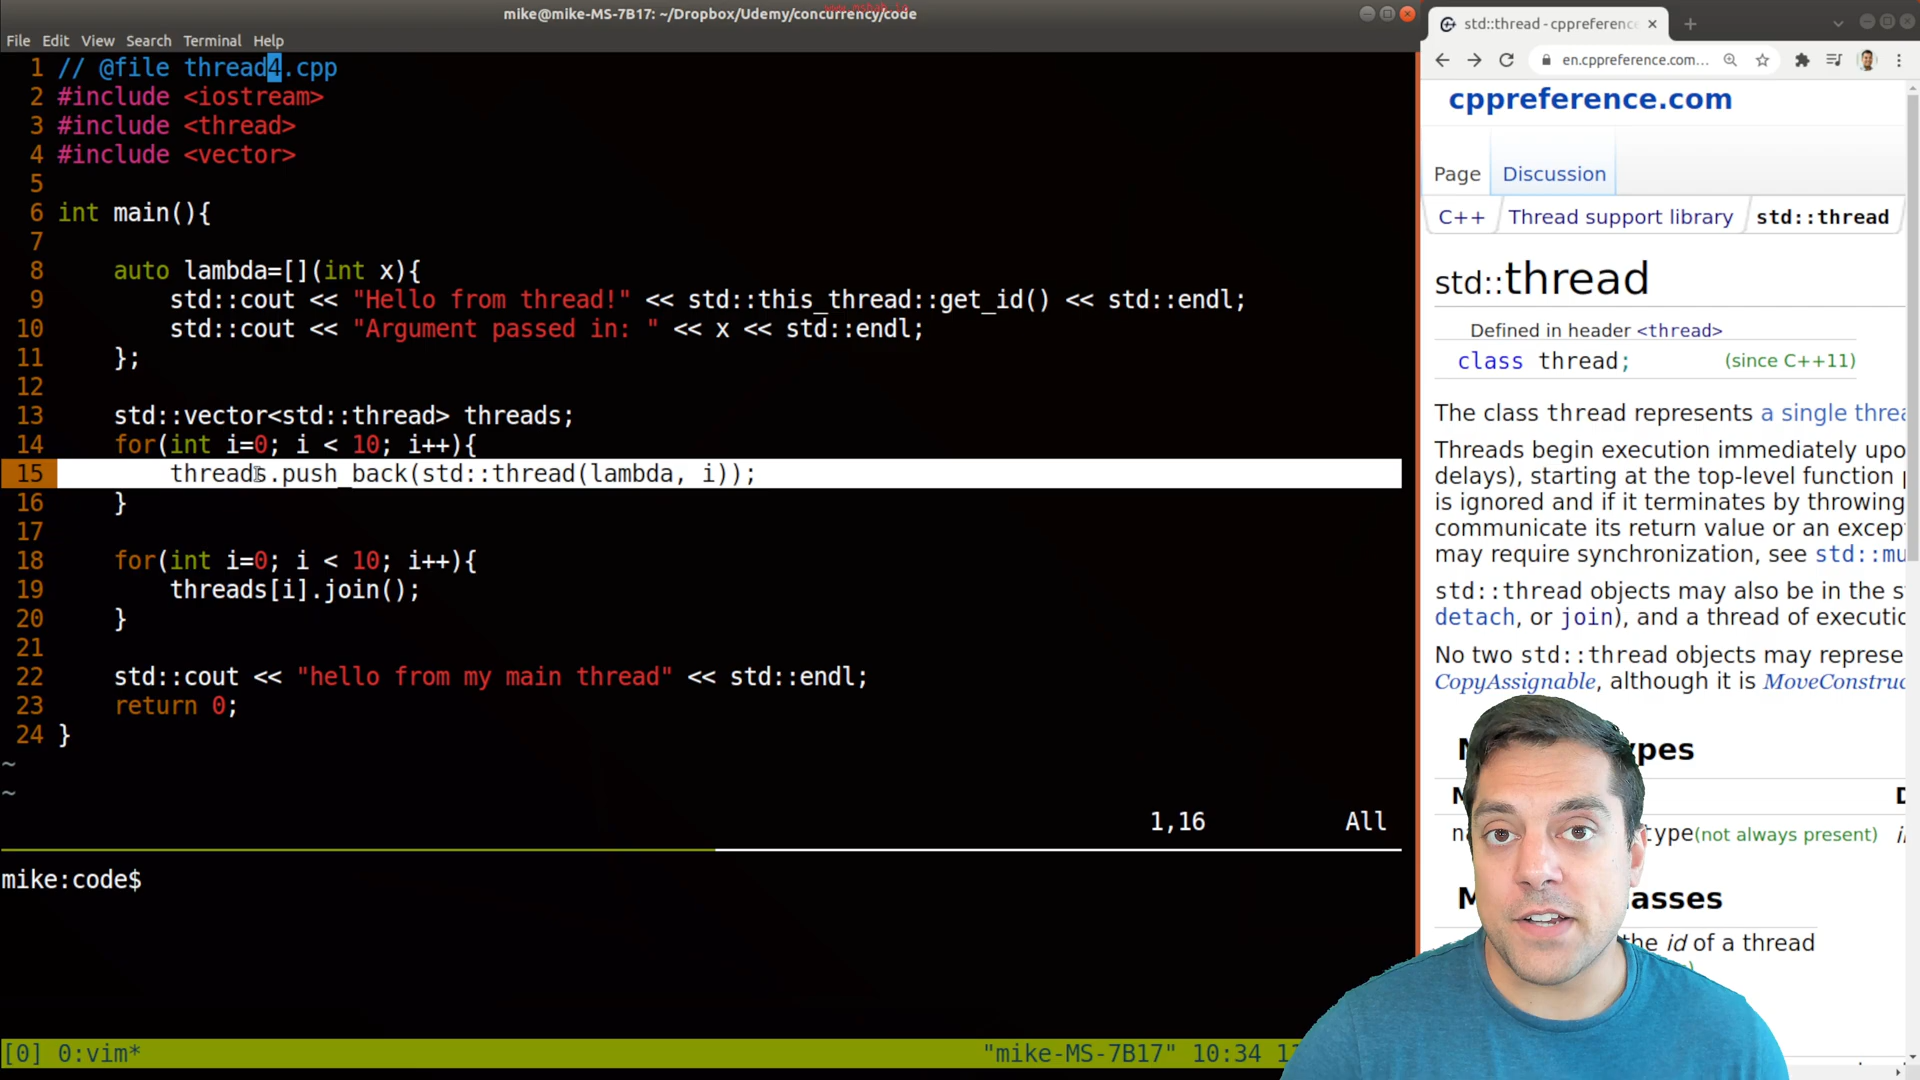 mike@mike-MS-7B17: ~/Dropbox/Udemy/concurrency/code
File Edit View Search Terminal Help
1 // @file thread4.cpp
2 #include <iostream>
3 #include <thread>
4 #include <vector>
5
6 int main(){
7
8 auto lambda=[](int x){
9 std::cout << "Hello from thread!" << std::this_thread::get_id() << std::endl;
10 std::cout << "Argument passed in: " << x << std::endl;
11 };
12
13 std::vector<std::thread> threads;
14 for(int i=0; i < 10; i++){
15 threads.push_back(std::thread(lambda, i));
16 }
17
18 for(int i=0; i < 10; i++){
19 threads[i].join();
20 }
21
22 std::cout << "hello from my main thread" << std::endl;
23 return 0;
24 }
~
~
1,16 All
mike:code$
[0] 0:vim* "mike-MS-7B17" 10:34
std::thread - cppreference
en.cppreference.com...
cppreference.com
Page Discussion
C++ Thread support library std::thread
std::thread
Defined in header <thread>
class thread; (since C++11)
The class thread represents a single threa
Threads begin execution immediately upo
delays), starting at the top-level function
is ignored and if it terminates by throwing
communicate its return value or an excep
may require synchronization, see std::mu
std::thread objects may also be in the s
detach, or join), and a thread of executio
No two std::thread objects may represe
CopyAssignable, although it is MoveConstruc
ypes
type(not always present)
asses
the id of a thread